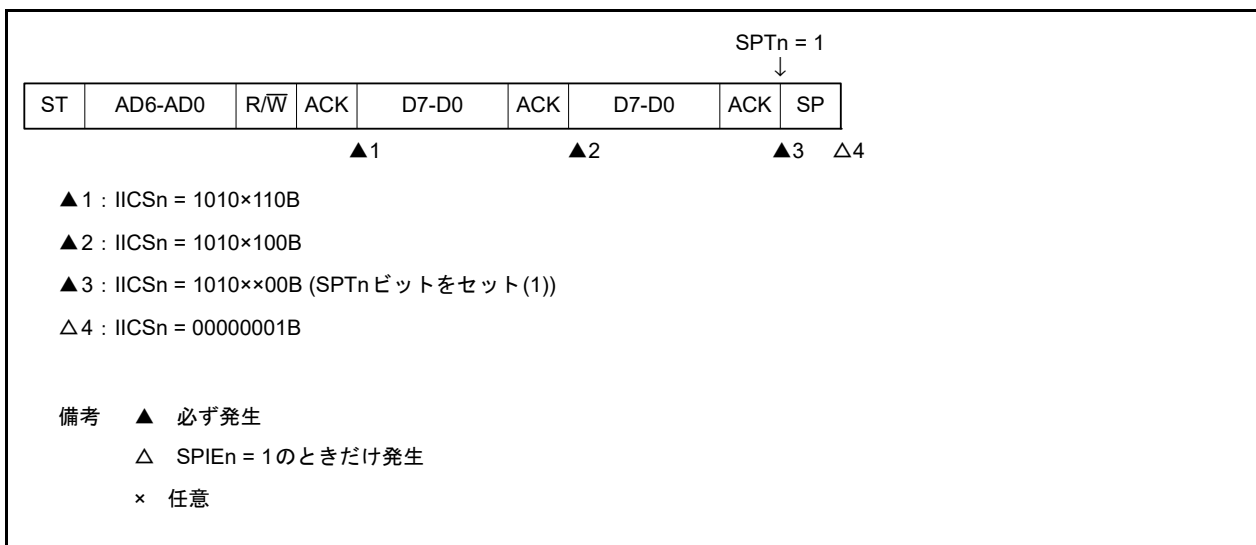 SPTn = 1
↓
ST AD6-AD0 R/W̅ ACK D7-D0 ACK D7-D0 ACK SP
▲1 ▲2 ▲3 △4
▲1：IICSn = 1010×110B
▲2：IICSn = 1010×100B
▲3：IICSn = 1010××00B (SPTnビットをセット(1))
△4：IICSn = 00000001B
備考 ▲ 必ず発生
△ SPIEn = 1のときだけ発生
× 任意